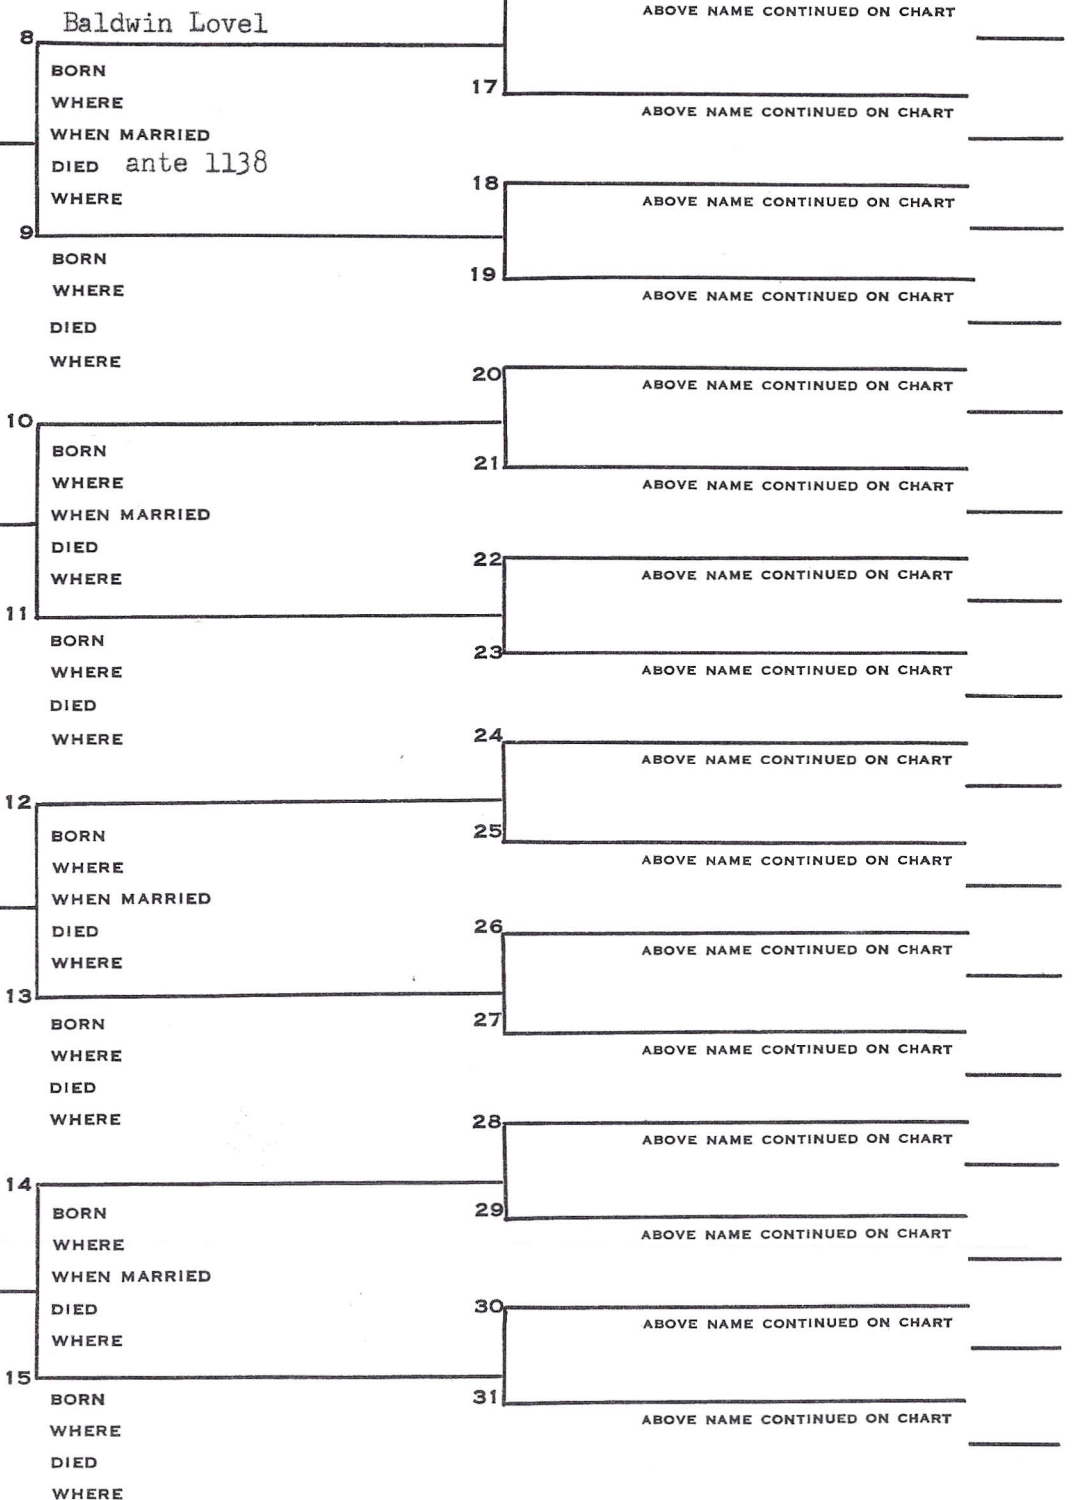 Baldwin Lovel
8
BORN
WHERE
WHEN MARRIED
DIED ante 1138
WHERE
9
BORN
WHERE
DIED
WHERE
10
BORN
WHERE
WHEN MARRIED
DIED
WHERE
11
BORN
WHERE
DIED
WHERE
12
BORN
WHERE
WHEN MARRIED
DIED
WHERE
13
BORN
WHERE
DIED
WHERE
14
BORN
WHERE
WHEN MARRIED
DIED
WHERE
15
BORN
WHERE
DIED
WHERE
ABOVE NAME CONTINUED ON CHART
17
ABOVE NAME CONTINUED ON CHART
18
ABOVE NAME CONTINUED ON CHART
19
ABOVE NAME CONTINUED ON CHART
20
ABOVE NAME CONTINUED ON CHART
21
ABOVE NAME CONTINUED ON CHART
22
ABOVE NAME CONTINUED ON CHART
23
ABOVE NAME CONTINUED ON CHART
24
ABOVE NAME CONTINUED ON CHART
25
ABOVE NAME CONTINUED ON CHART
26
ABOVE NAME CONTINUED ON CHART
27
ABOVE NAME CONTINUED ON CHART
28
ABOVE NAME CONTINUED ON CHART
29
ABOVE NAME CONTINUED ON CHART
30
ABOVE NAME CONTINUED ON CHART
31
ABOVE NAME CONTINUED ON CHART